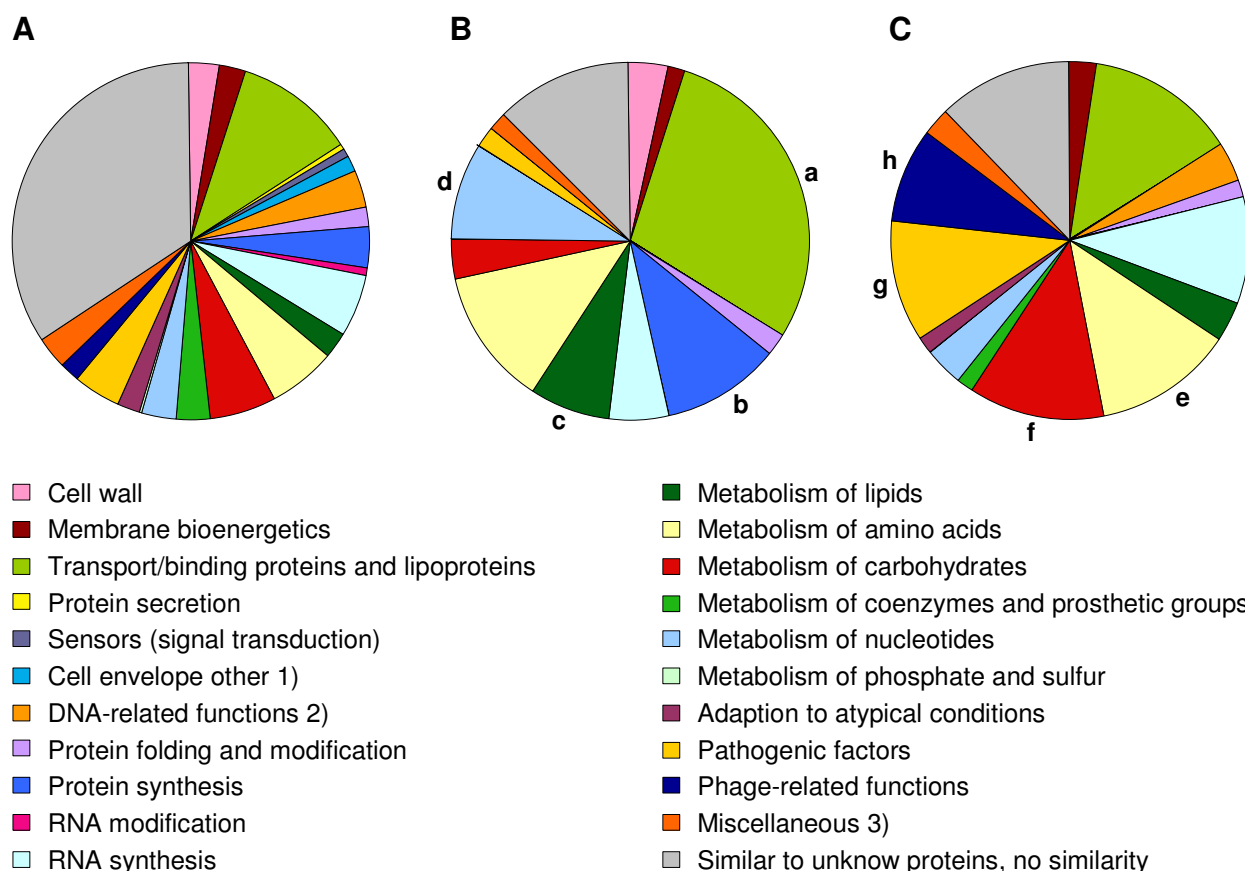 A
B
C
a
b
c
d
e
f
g
h
Cell wall
Membrane bioenergetics
Transport/binding proteins and lipoproteins
Protein secretion
Sensors (signal transduction)
Cell envelope other 1)
DNA-related functions 2)
Protein folding and modification
Protein synthesis
RNA modification
RNA synthesis
Metabolism of lipids
Metabolism of amino acids
Metabolism of carbohydrates
Metabolism of coenzymes and prosthetic groups
Metabolism of nucleotides
Metabolism of phosphate and sulfur
Adaption to atypical conditions
Pathogenic factors
Phage-related functions
Miscellaneous 3)
Similar to unknow proteins, no similarity